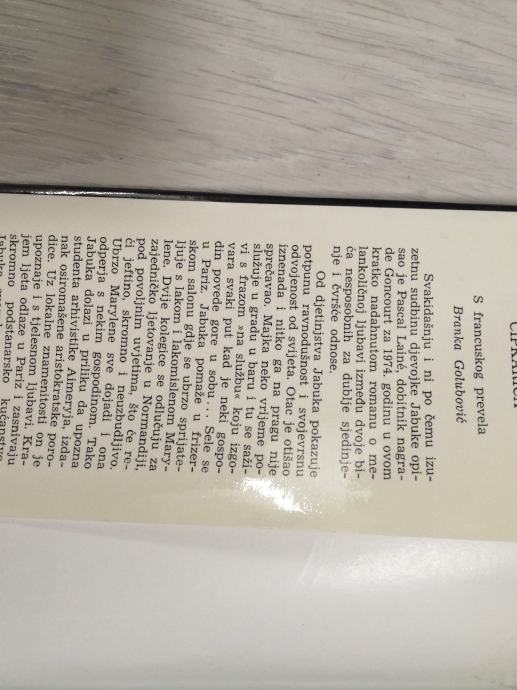 S francuskog prevela
Branka Golubović
Svakidašnju i ni po čemu izu-
zetnu sudbinu djevojke Jabuke opi-
sao je Pascal Lainé, dobitnik nagra-
de Goncourt za 1974. godinu u ovom
kratko nadahnutom romanu o me-
lankoličnoj ljubavi između dvoje bi-
ća nesposobnih za dublje sjedinje-
nje i čvršće odnose.
Od djetinjstva Jabuka pokazuje
potpunu ravnodušnost i svojevrsnu
odvojenost od svijeta. Otac je otišao
iznenada i nitko ga na pragu nije
sprečavao. Majka neko vrijeme po-
služuje u gradu u baru i tu se saži-
vi s frazom »na službu« koju izgo-
vara svaki put kad je neki gospo-
din povede gore u sobu... Sele se
u Pariz. Jabuka pomaže u frizer-
skom salonu gdje se ubrzo sprijate-
ljuje s lakom i lakomislenom Mary-
lène. Dvije kolegice se odlučuju za
zajedničko ljetovanje u Normandiji,
pod povoljnim uvjetima, što će re-
ći jeftino, skromno i neuzbudljivo.
Ubrzo Marylène sve dojadi i ona
odperja s nekim gospodinom. Tako
Jabuka dolazi u priliku da upozna
studenta arhivistike Aimeryja, izda-
nak osiromašene aristokratske poro-
dice. Uz lokalne znamenitosti on je
upoznaje i s tjelesnom ljubavi. Kra-
jem ljeta odlaze u Pariz i zasnivaju
skromno podstanarsko kućanstvo.